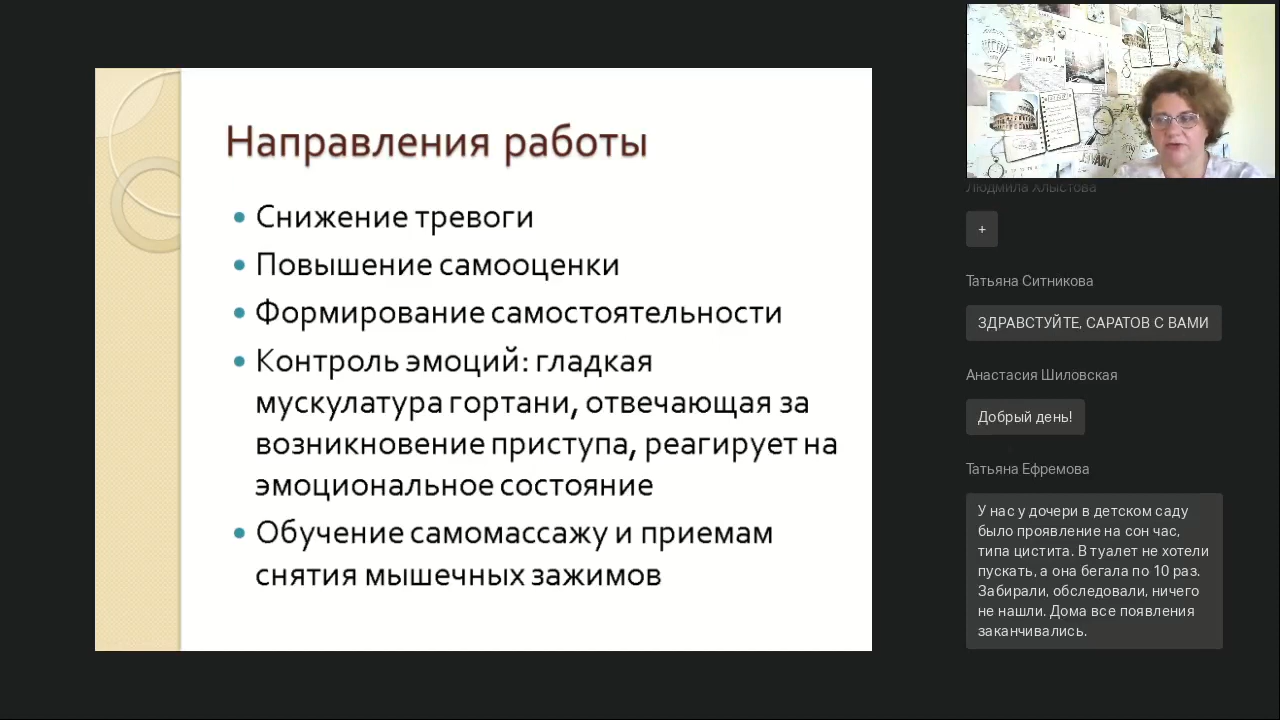 Направления работы
Снижение тревоги
Повышение самооценки
Формирование самостоятельности
Контроль эмоций: гладкая
мускулатура гортани, отвечающая за
возникновение приступа, реагирует на
эмоциональное состояние
Обучение самомассажу и приемам
снятия мышечных зажимов
Людмила Хлыстова
+
Татьяна Ситникова
ЗДРАВСТУЙТЕ, САРАТОВ С ВАМИ
Анастасия Шиловская
Добрый день!
Татьяна Ефремова
У нас у дочери в детском саду
было проявление на сон час,
типа цистита. В туалет не хотели
пускать, а она бегала по 10 раз.
Забирали, обследовали, ничего
не нашли. Дома все появления
заканчивались.